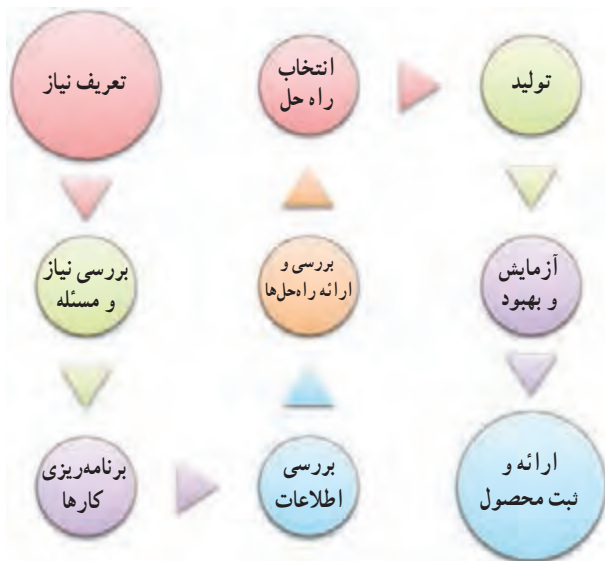 تعریف نیاز
بررسی نیاز
و مسئله
برنامه‌ریزی
کارها
بررسی
اطلاعات
بررسی و
ارائه راه‌حل‌ها
انتخاب
راه حل
تولید
آزمایش
و بهبود
ارائه و
ثبت محصول